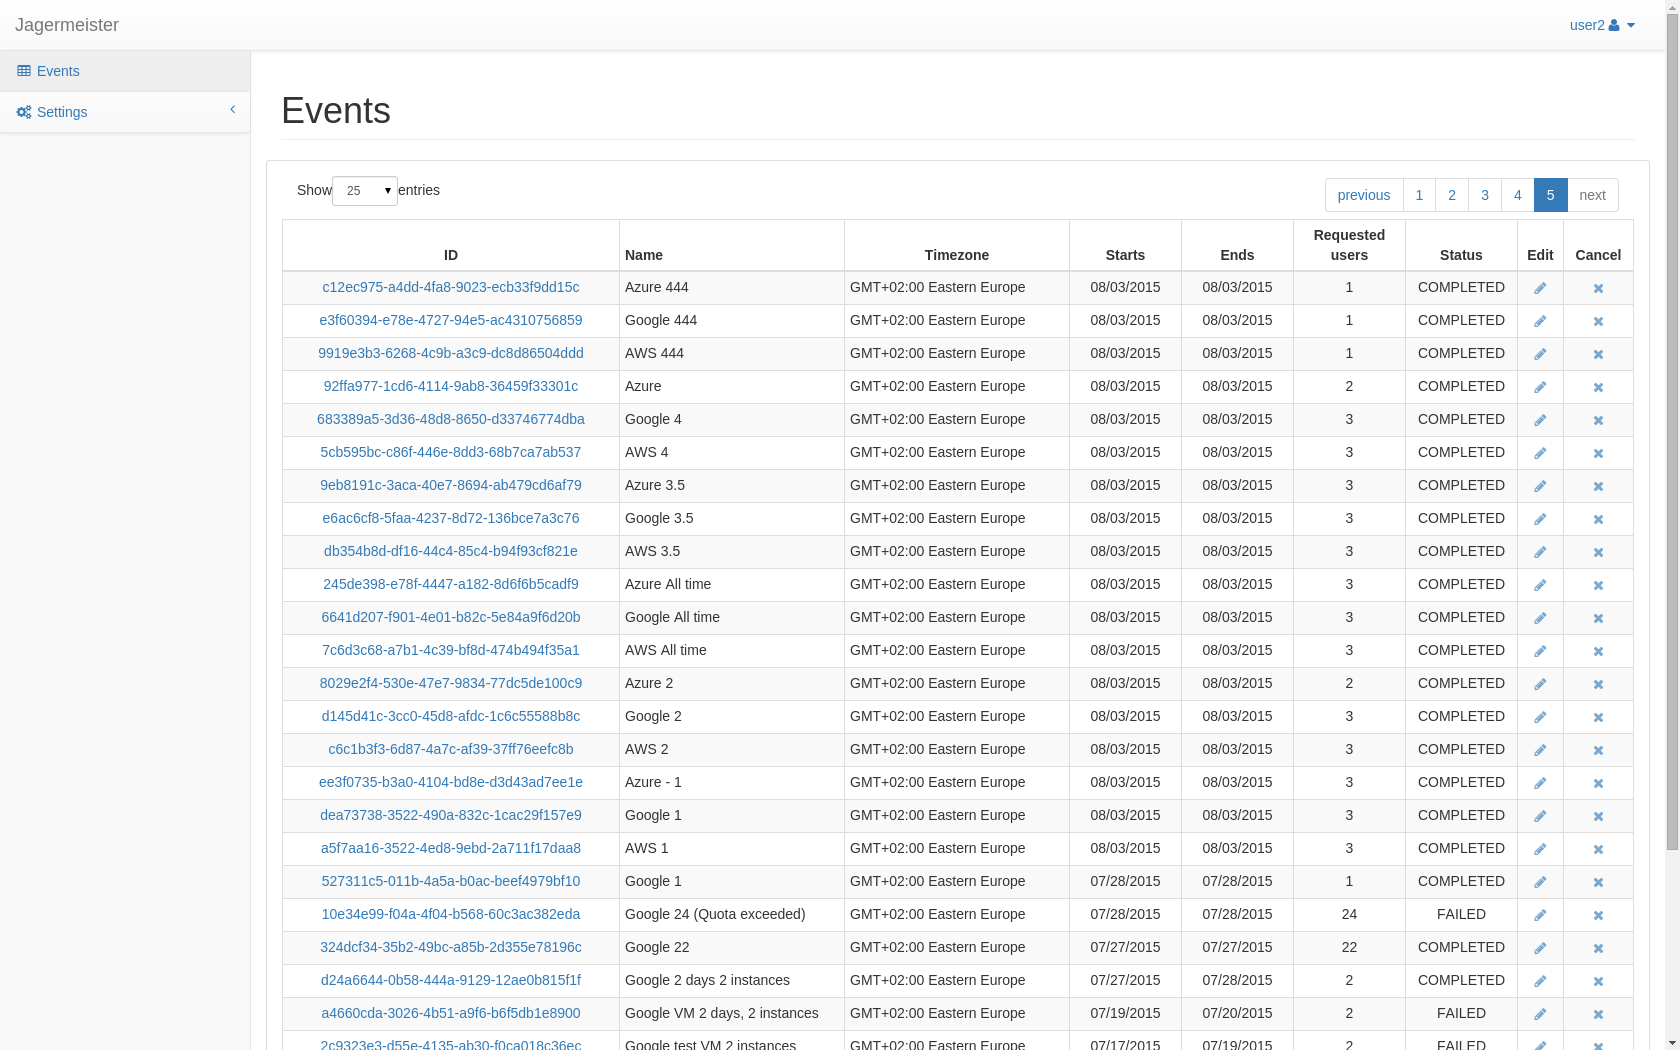 Jagermeister
user2
Events
Settings
Events
Show 25 entries
previous 1 2 3 4 5 next
ID Name Timezone Starts Ends Requested users Status Edit Cancel
c12ec975-a4dd-4fa8-9023-ecb33f9dd15c Azure 444 GMT+02:00 Eastern Europe 08/03/2015 08/03/2015 1 COMPLETED
e3f60394-e78e-4727-94e5-ac4310756859 Google 444 GMT+02:00 Eastern Europe 08/03/2015 08/03/2015 1 COMPLETED
9919e3b3-6268-4c9b-a3c9-dc8d86504ddd AWS 444 GMT+02:00 Eastern Europe 08/03/2015 08/03/2015 1 COMPLETED
92ffa977-1cd6-4114-9ab8-36459f33301c Azure GMT+02:00 Eastern Europe 08/03/2015 08/03/2015 2 COMPLETED
683389a5-3d36-48d8-8650-d33746774dba Google 4 GMT+02:00 Eastern Europe 08/03/2015 08/03/2015 3 COMPLETED
5cb595bc-c86f-446e-8dd3-68b7ca7ab537 AWS 4 GMT+02:00 Eastern Europe 08/03/2015 08/03/2015 3 COMPLETED
9eb8191c-3aca-40e7-8694-ab479cd6af79 Azure 3.5 GMT+02:00 Eastern Europe 08/03/2015 08/03/2015 3 COMPLETED
e6ac6cf8-5faa-4237-8d72-136bce7a3c76 Google 3.5 GMT+02:00 Eastern Europe 08/03/2015 08/03/2015 3 COMPLETED
db354b8d-df16-44c4-85c4-b94f93cf821e AWS 3.5 GMT+02:00 Eastern Europe 08/03/2015 08/03/2015 3 COMPLETED
245de398-e78f-4447-a182-8d6f6b5cadf9 Azure All time GMT+02:00 Eastern Europe 08/03/2015 08/03/2015 3 COMPLETED
6641d207-f901-4e01-b82c-5e84a9f6d20b Google All time GMT+02:00 Eastern Europe 08/03/2015 08/03/2015 3 COMPLETED
7c6d3c68-a7b1-4c39-bf8d-474b494f35a1 AWS All time GMT+02:00 Eastern Europe 08/03/2015 08/03/2015 3 COMPLETED
8029e2f4-530e-47e7-9834-77dc5de100c9 Azure 2 GMT+02:00 Eastern Europe 08/03/2015 08/03/2015 2 COMPLETED
d145d41c-3cc0-45d8-afdc-1c6c55588b8c Google 2 GMT+02:00 Eastern Europe 08/03/2015 08/03/2015 3 COMPLETED
c6c1b3f3-6d87-4a7c-af39-37ff76eefc8b AWS 2 GMT+02:00 Eastern Europe 08/03/2015 08/03/2015 3 COMPLETED
ee3f0735-b3a0-4104-bd8e-d3d43ad7ee1e Azure - 1 GMT+02:00 Eastern Europe 08/03/2015 08/03/2015 3 COMPLETED
dea73738-3522-490a-832c-1cac29f157e9 Google 1 GMT+02:00 Eastern Europe 08/03/2015 08/03/2015 3 COMPLETED
a5f7aa16-3522-4ed8-9ebd-2a711f17daa8 AWS 1 GMT+02:00 Eastern Europe 08/03/2015 08/03/2015 3 COMPLETED
527311c5-011b-4a5a-b0ac-beef4979bf10 Google 1 GMT+02:00 Eastern Europe 07/28/2015 07/28/2015 1 COMPLETED
10e34e99-f04a-4f04-b568-60c3ac382eda Google 24 (Quota exceeded) GMT+02:00 Eastern Europe 07/28/2015 07/28/2015 24 FAILED
324dcf34-35b2-49bc-a85b-2d355e78196c Google 22 GMT+02:00 Eastern Europe 07/27/2015 07/27/2015 22 COMPLETED
d24a6644-0b58-444a-9129-12ae0b815f1f Google 2 days 2 instances GMT+02:00 Eastern Europe 07/27/2015 07/28/2015 2 COMPLETED
a4660cda-3026-4b51-a9f6-b6f5db1e8900 Google VM 2 days, 2 instances GMT+02:00 Eastern Europe 07/19/2015 07/20/2015 2 FAILED
2c9323e3-d55e-4135-ab30-f0ca018c36ec Google test VM 2 instances GMT+02:00 Eastern Europe 07/17/2015 07/19/2015 2 FAILED